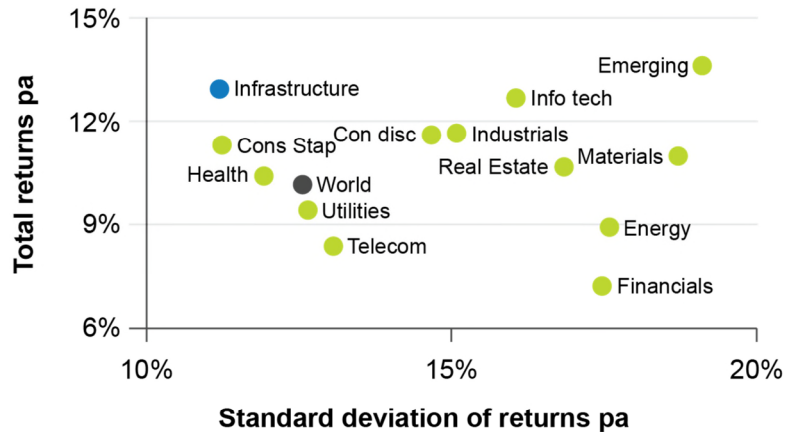 15%
Emerging
Infrastructure
Info tech
12%
Con disc
Industrials
Cons Stap
Real Estate
Materials
Health
World
Utilities
9%
Energy
Telecom
Financials
6%
10%
15%
20%
Total returns pa
Standard deviation of returns pa